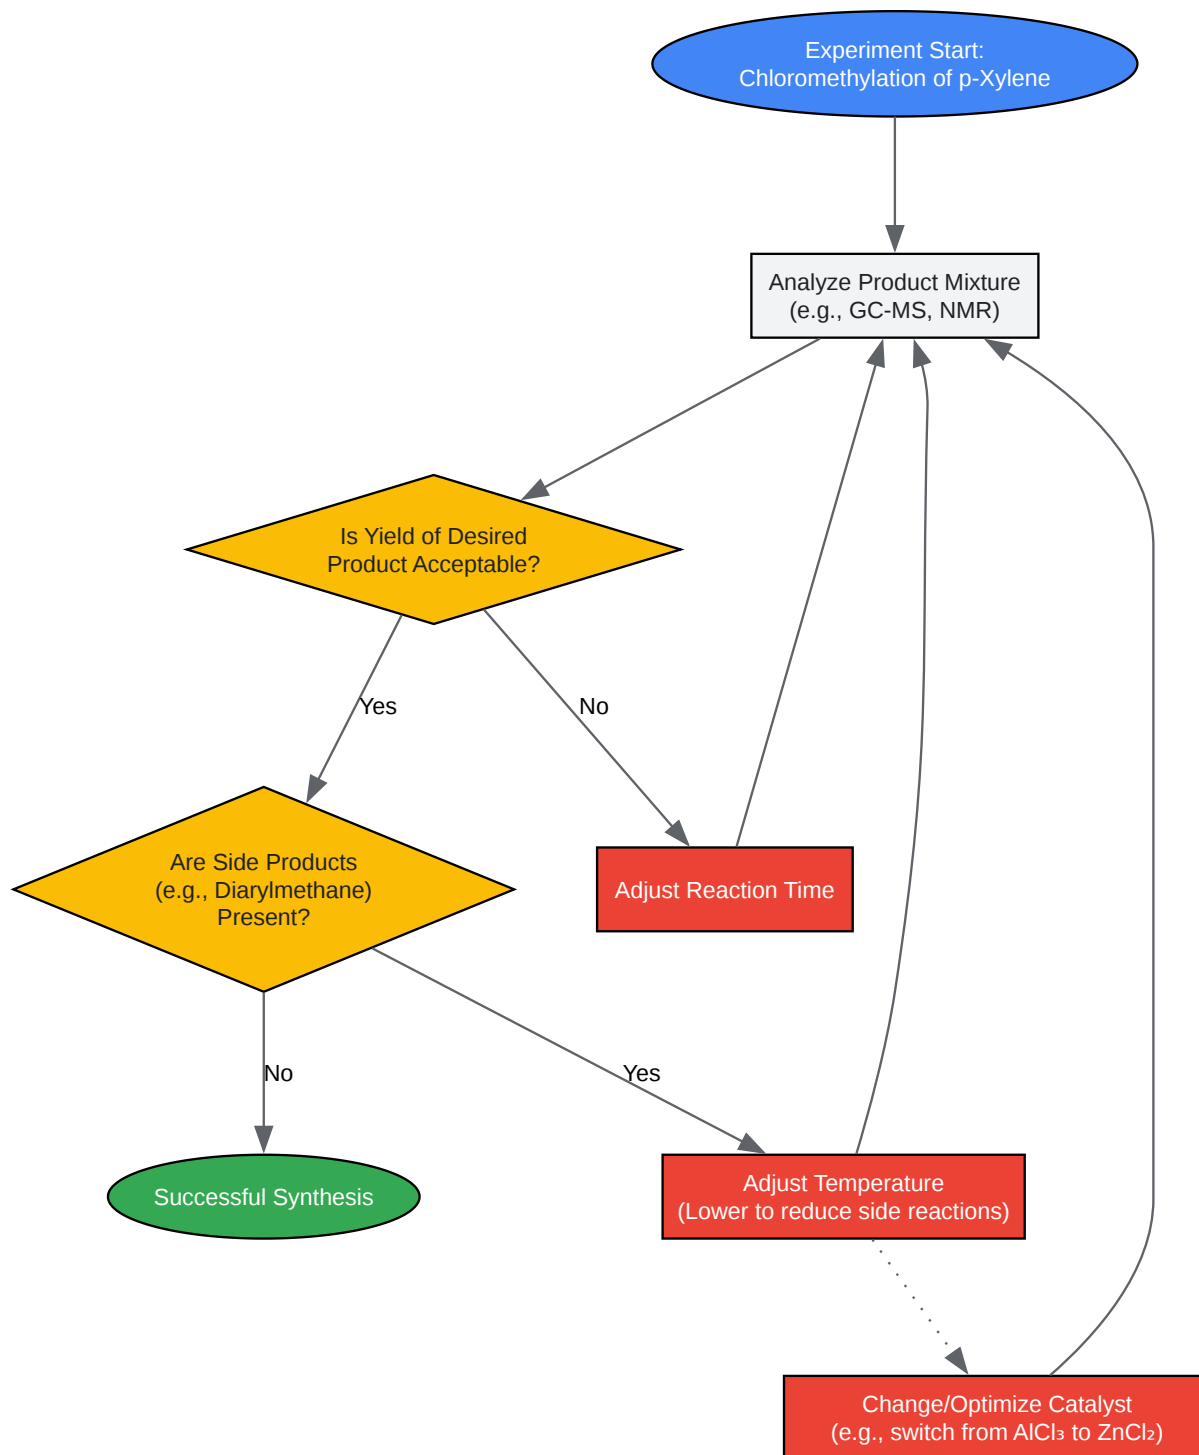 Experiment Start:
Chloromethylation of p-Xylene
Analyze Product Mixture
(e.g., GC-MS, NMR)
Is Yield of Desired
Product Acceptable?
Yes
No
Are Side Products
(e.g., Diarylmethane)
Present?
Adjust Reaction Time
No
Yes
Successful Synthesis
Adjust Temperature
(Lower to reduce side reactions)
Change/Optimize Catalyst
(e.g., switch from AlCl₃ to ZnCl₂)